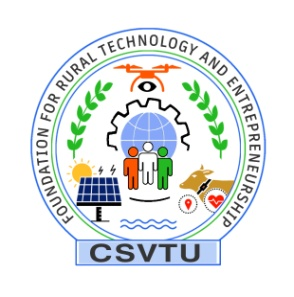 FOUNDATION FOR RURAL TECHNOLOGY AND ENTREPRENEURSHIP
CSVTU